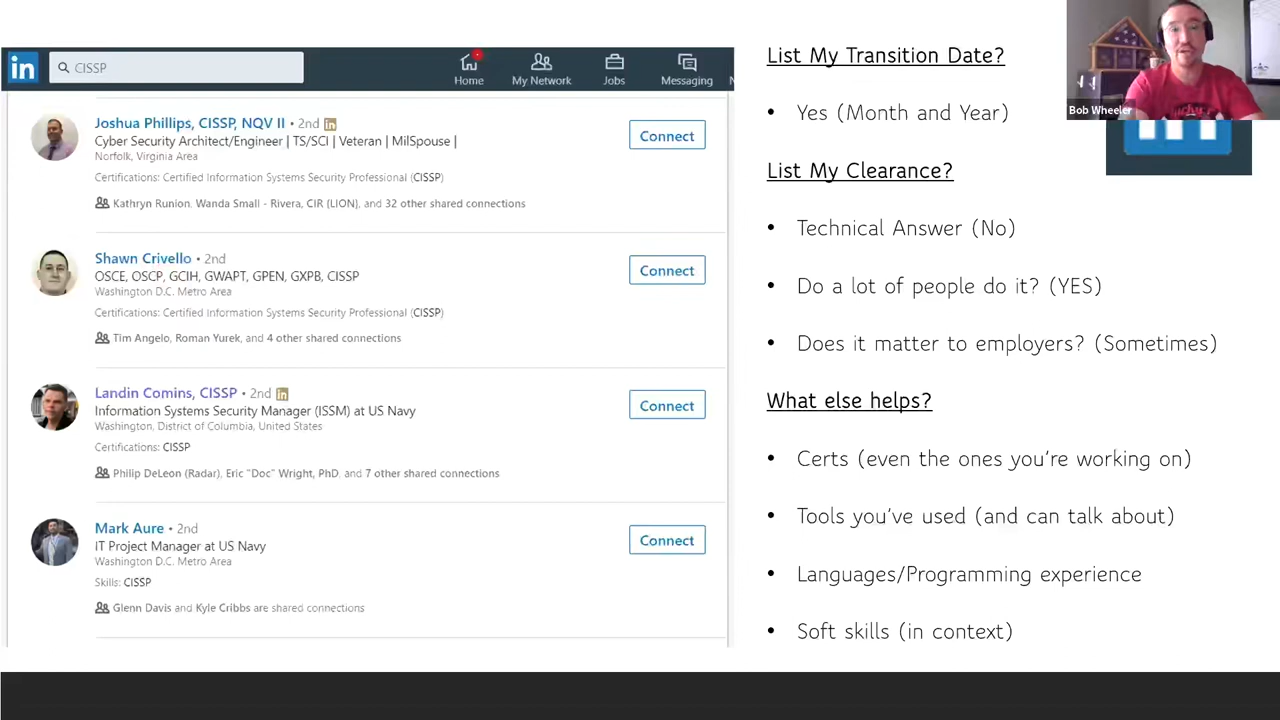 in
CISSP
Home
My Network
Jobs
Messaging
N
Joshua Phillips, CISSP, NQV II • 2nd in
Cyber Security Architect/Engineer | TS/SCI | Veteran | MilSpouse |
Norfolk, Virginia Area
Certifications: Certified Information Systems Security Professional (CISSP)
Kathryn Runion, Wanda Small - Rivera, CIR (LION), and 32 other shared connections
Connect
Shawn Crivello • 2nd
OSCE, OSCP, GCIH, GWAPT, GPEN, GXPB, CISSP
Washington D.C. Metro Area
Certifications: Certified Information Systems Security Professional (CISSP)
Tim Angelo, Roman Yurek, and 4 other shared connections
Connect
Landin Comins, CISSP • 2nd in
Information Systems Security Manager (ISSM) at US Navy
Washington, District of Columbia, United States
Certifications: CISSP
Philip DeLeon (Radar), Eric "Doc" Wright, PhD, and 7 other shared connections
Connect
Mark Aure • 2nd
IT Project Manager at US Navy
Washington D.C. Metro Area
Skills: CISSP
Glenn Davis and Kyle Cribbs are shared connections
Connect
List My Transition Date?
• Yes (Month and Year)
List My Clearance?
• Technical Answer (No)
• Do a lot of people do it? (YES)
• Does it matter to employers? (Sometimes)
What else helps?
• Certs (even the ones you're working on)
• Tools you've used (and can talk about)
• Languages/Programming experience
• Soft skills (in context)
Bob Wheeler